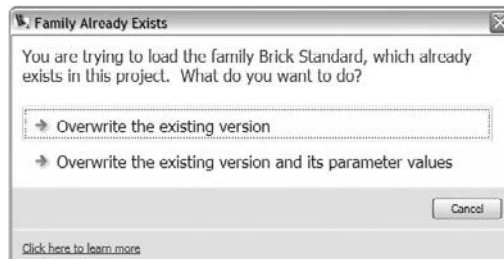 Family Already Exists
You are trying to load the family Brick Standard, which already
exists in this project. What do you want to do?
Overwrite the existing version
Overwrite the existing version and its parameter values
Cancel
Click here to learn more